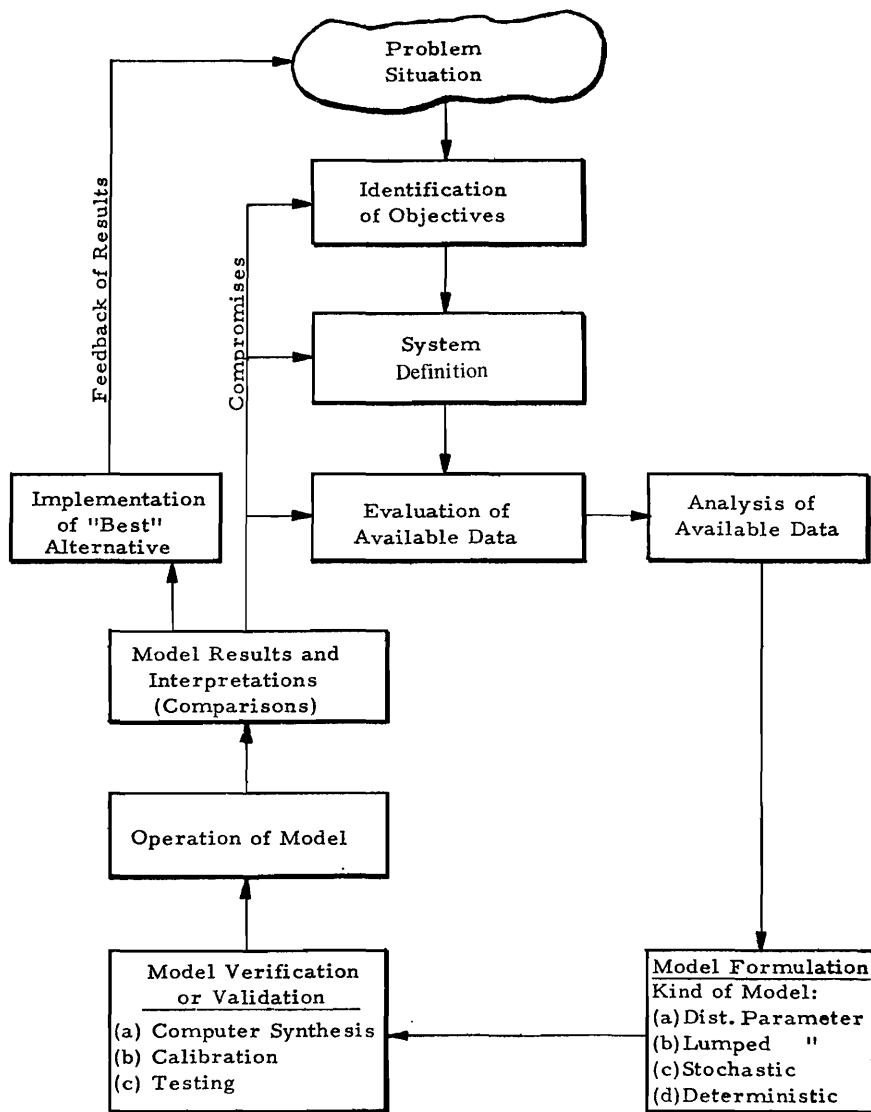 Problem
Situation
Identification
of Objectives
Feedback of Results
Compromises
System
Definition
Implementation
of "Best"
Alternative
Evaluation of
Available Data
Analysis of
Available Data
Model Results and
Interpretations
(Comparisons)
Operation of Model
Model Verification
or Validation
(a) Computer Synthesis
(b) Calibration
(c) Testing
Model Formulation
Kind of Model:
(a) Dist. Parameter
(b) Lumped "
(c) Stochastic
(d) Deterministic